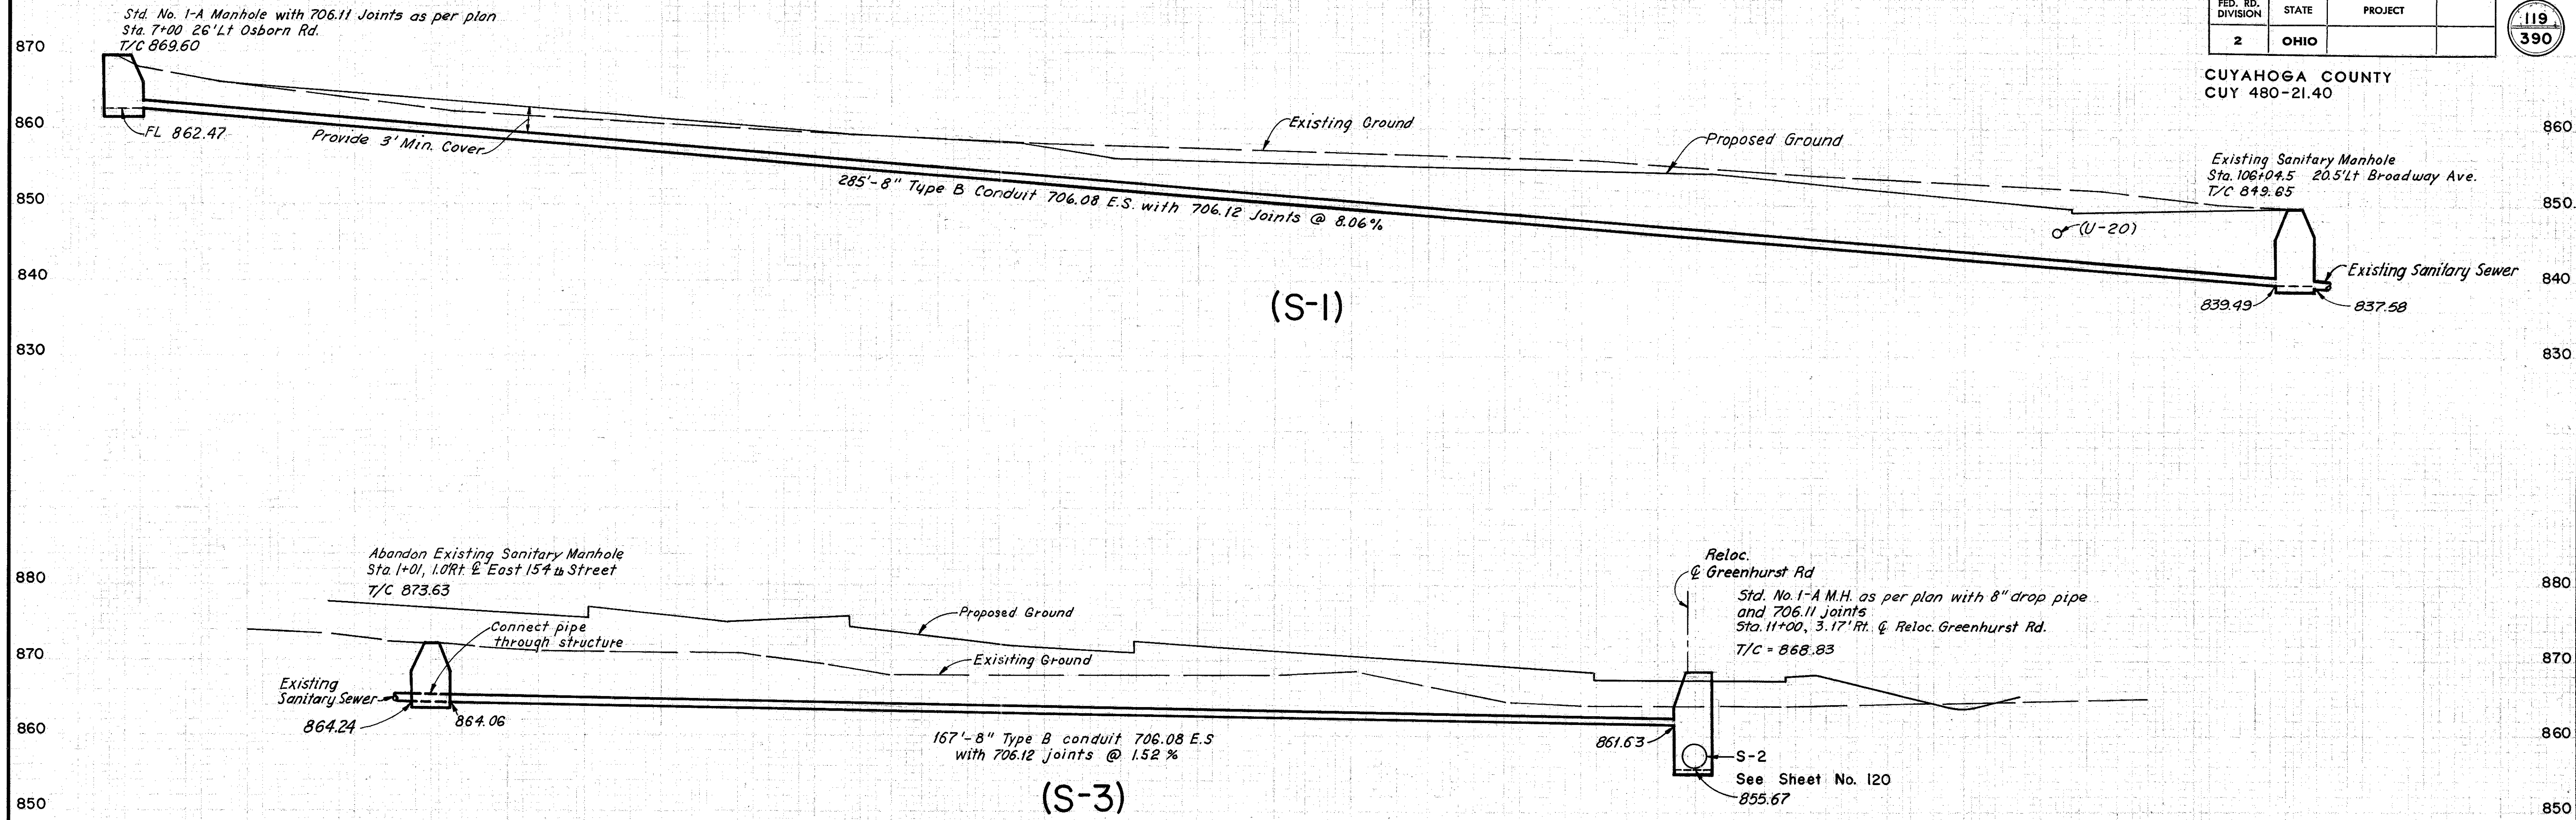 Std. No. 1-A Manhole with 706.11 Joints as per plan
Sta. 7+00 26' Lt Osborn Rd.
T/C 869.60
FED. RD.
DIVISION
STATE
PROJECT
2
OHIO
119
390
CUYAHOGA COUNTY
CUY 480-21.40
870
860
850
840
830
FL 862.47
Provide 3' Min. Cover
285'-8" Type B Conduit 706.08 E.S. with 706.12 Joints @ 8.06%
Existing Ground
Proposed Ground
Existing Sanitary Manhole
Sta. 106+04.5 20.5' Lt Broadway Ave.
T/C 849.65
(U-20)
Existing Sanitary Sewer
839.49
837.58
860
850
840
830
(S-1)
880
870
860
850
Abandon Existing Sanitary Manhole
Sta. 1+01, 1.0' Rt. ℄ East 154 th Street
T/C 873.63
Connect pipe
through structure
Existing
Sanitary Sewer
864.24
864.06
Proposed Ground
Exisiting Ground
167'-8" Type B conduit 706.08 E.S
with 706.12 joints @ 1.52 %
861.63
Reloc.
℄ Greenhurst Rd
Std. No. 1-A M.H. as per plan with 8" drop pipe
and 706.11 joints
Sta. 11+00, 3.17' Rt. ℄ Reloc. Greenhurst Rd.
T/C = 868.83
S-2
See Sheet No. 120
855.67
880
870
860
850
(S-3)